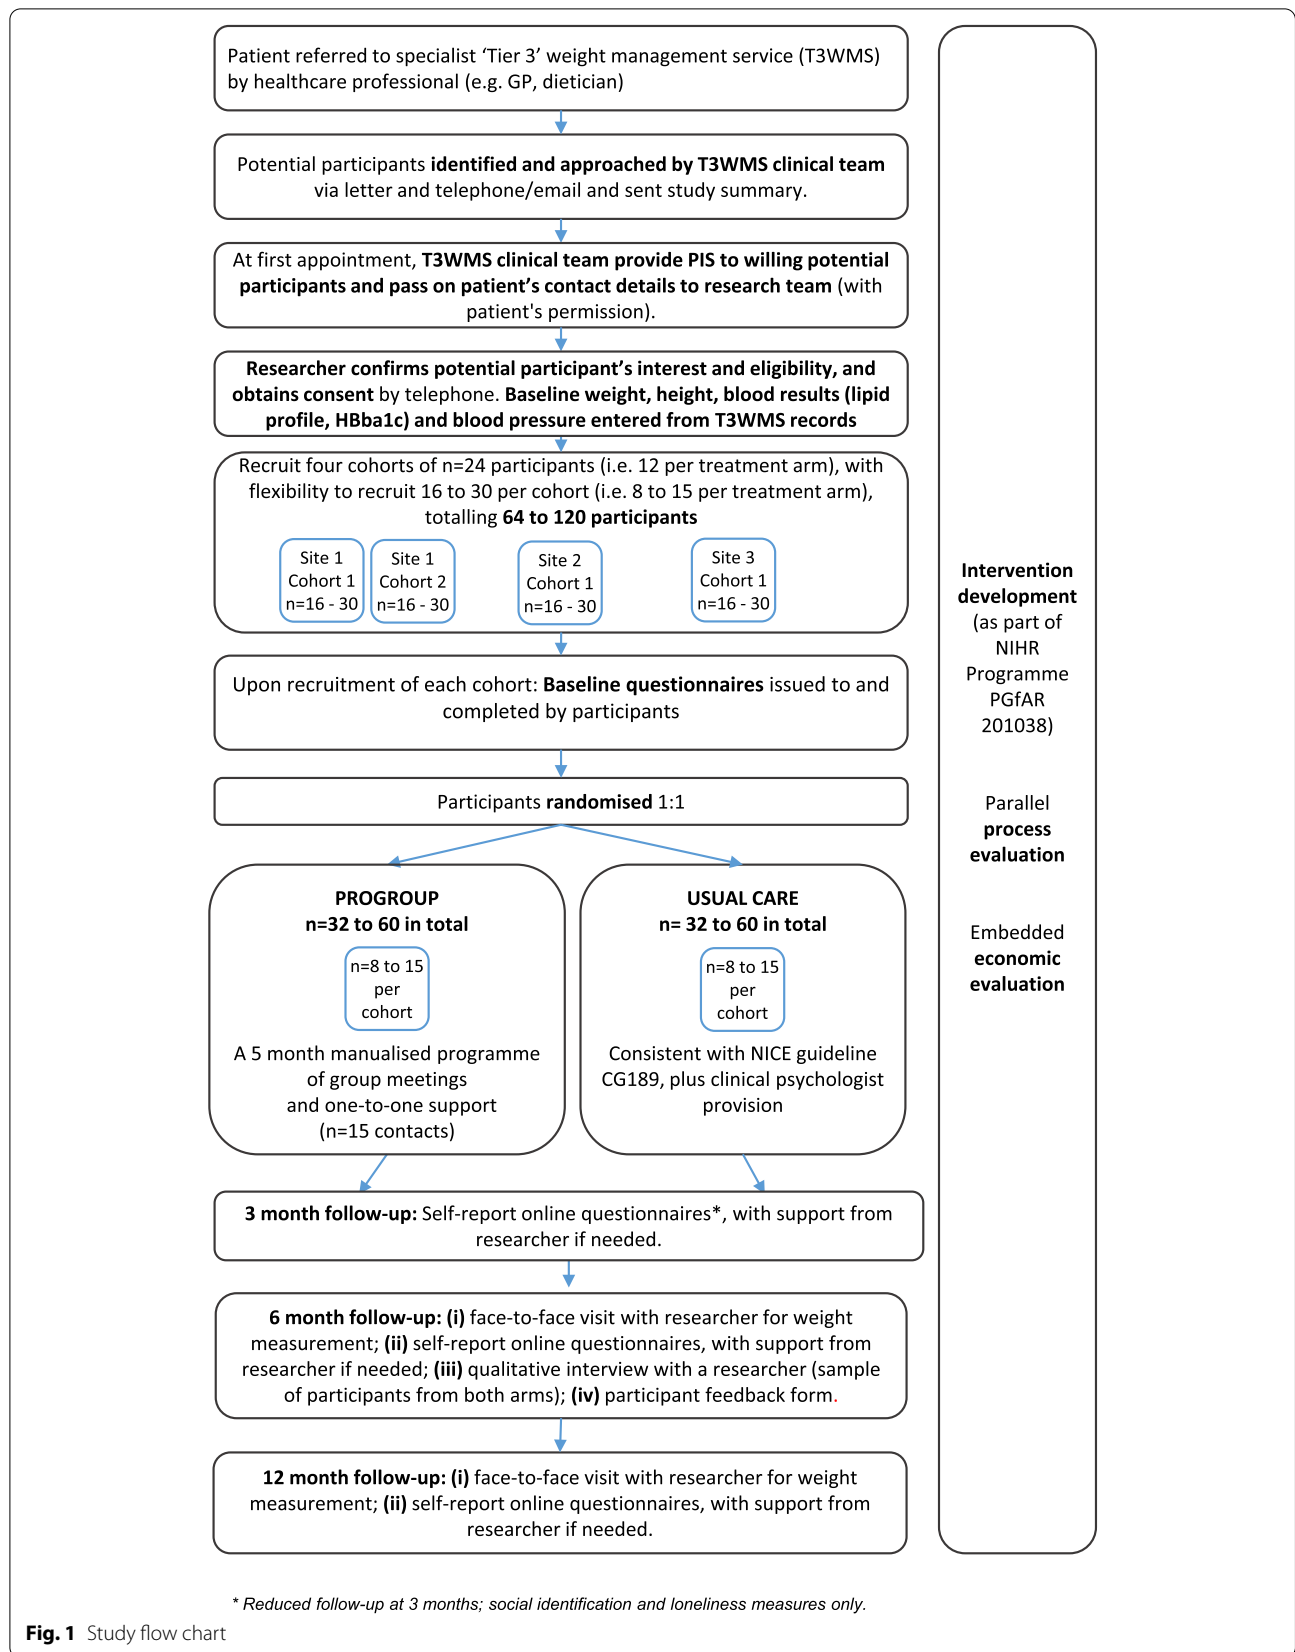 Patient referred to specialist ‘Tier 3’ weight management service (T3WMS)
by healthcare professional (e.g. GP, dietician)
Potential participants identified and approached by T3WMS clinical team
via letter and telephone/email and sent study summary.
At first appointment, T3WMS clinical team provide PIS to willing potential
participants and pass on patient’s contact details to research team (with
patient's permission).
Researcher confirms potential participant’s interest and eligibility, and
obtains consent by telephone. Baseline weight, height, blood results (lipid
profile, HBba1c) and blood pressure entered from T3WMS records
Recruit four cohorts of n=24 participants (i.e. 12 per treatment arm), with
flexibility to recruit 16 to 30 per cohort (i.e. 8 to 15 per treatment arm),
totalling 64 to 120 participants
Site 1
Cohort 1
n=16 - 30
Site 1
Cohort 2
n=16 - 30
Site 2
Cohort 1
n=16 - 30
Site 3
Cohort 1
n=16 - 30
Upon recruitment of each cohort: Baseline questionnaires issued to and
completed by participants
Participants randomised 1:1
PROGROUP
n=32 to 60 in total
n=8 to 15
per
cohort
A 5 month manualised programme
of group meetings
and one-to-one support
(n=15 contacts)
USUAL CARE
n= 32 to 60 in total
n=8 to 15
per
cohort
Consistent with NICE guideline
CG189, plus clinical psychologist
provision
3 month follow-up: Self-report online questionnaires*, with support from
researcher if needed.
6 month follow-up: (i) face-to-face visit with researcher for weight
measurement; (ii) self-report online questionnaires, with support from
researcher if needed; (iii) qualitative interview with a researcher (sample
of participants from both arms); (iv) participant feedback form.
12 month follow-up: (i) face-to-face visit with researcher for weight
measurement; (ii) self-report online questionnaires, with support from
researcher if needed.
Intervention
development
(as part of
NIHR
Programme
PGfAR
201038)
Parallel
process
evaluation
Embedded
economic
evaluation
* Reduced follow-up at 3 months; social identification and loneliness measures only.
Fig. 1 Study flow chart